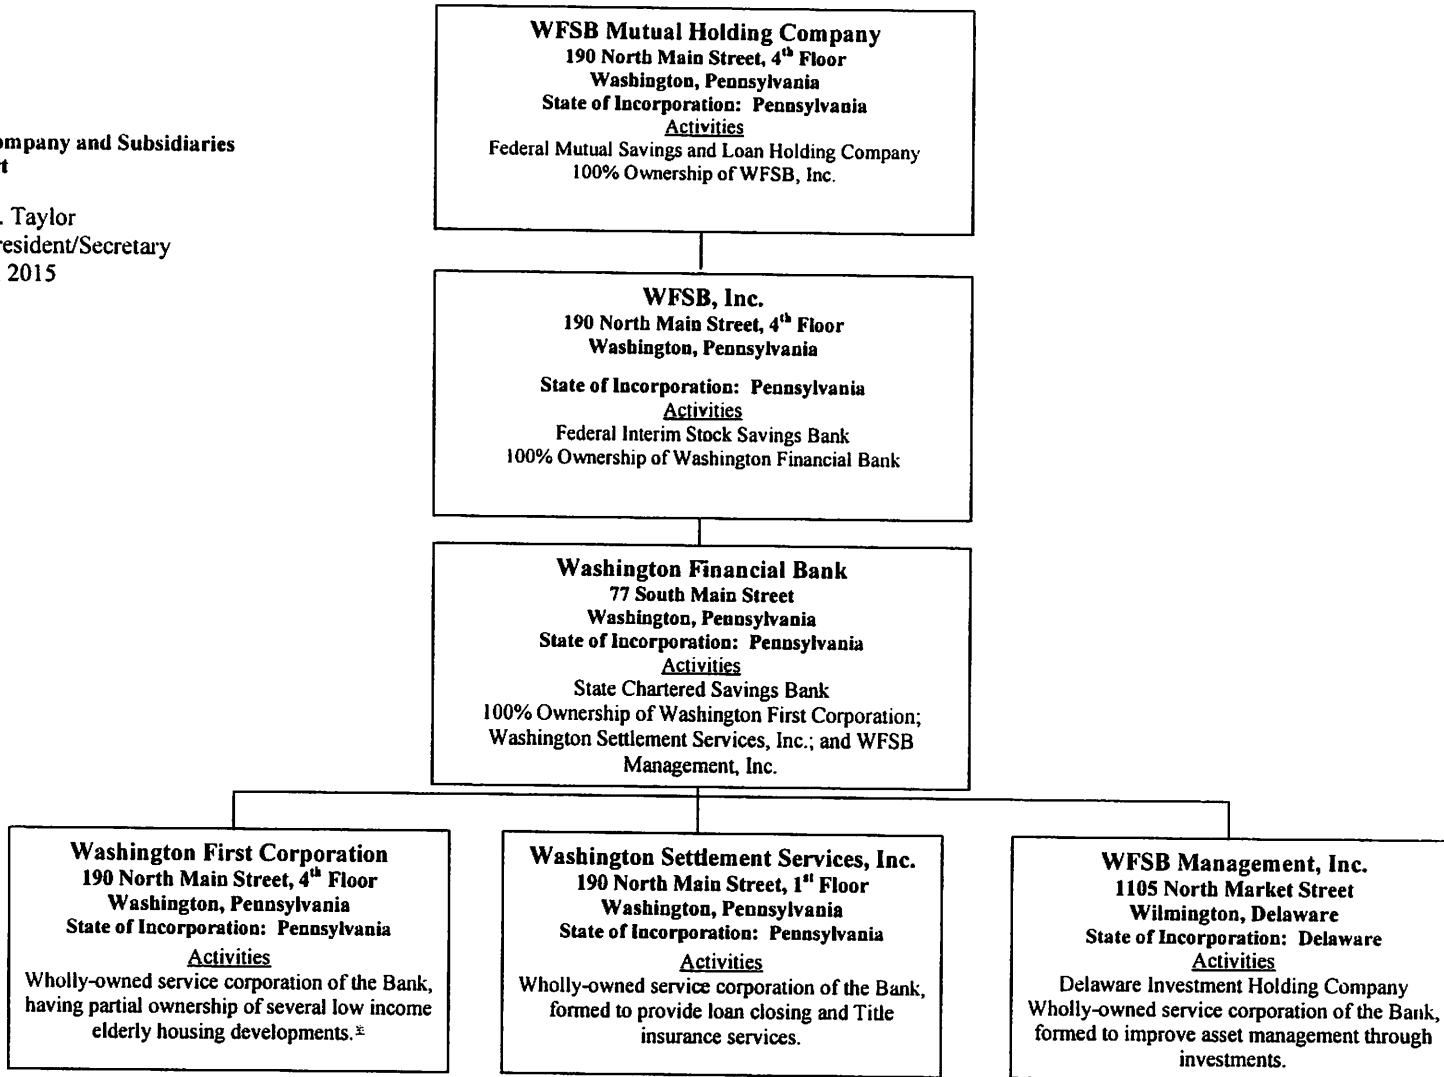 WFSB Mutual Holding Company
190 North Main Street, 4th Floor
Washington, Pennsylvania
State of Incorporation: Pennsylvania
Activities
Federal Mutual Savings and Loan Holding Company
100% Ownership of WFSB, Inc.
ompany and Subsidiaries
t
. Taylor
resident/Secretary
, 2015
WFSB, Inc.
190 North Main Street, 4th Floor
Washington, Pennsylvania
State of Incorporation: Pennsylvania
Activities
Federal Interim Stock Savings Bank
100% Ownership of Washington Financial Bank
Washington Financial Bank
77 South Main Street
Washington, Pennsylvania
State of Incorporation: Pennsylvania
Activities
State Chartered Savings Bank
100% Ownership of Washington First Corporation;
Washington Settlement Services, Inc.; and WFSB
Management, Inc.
Washington First Corporation
190 North Main Street, 4th Floor
Washington, Pennsylvania
State of Incorporation: Pennsylvania
Activities
Wholly-owned service corporation of the Bank,
having partial ownership of several low income
elderly housing developments.
Washington Settlement Services, Inc.
190 North Main Street, 1st Floor
Washington, Pennsylvania
State of Incorporation: Pennsylvania
Activities
Wholly-owned service corporation of the Bank,
formed to provide loan closing and Title
insurance services.
WFSB Management, Inc.
1105 North Market Street
Wilmington, Delaware
State of Incorporation: Delaware
Activities
Delaware Investment Holding Company
Wholly-owned service corporation of the Bank,
formed to improve asset management through
investments.